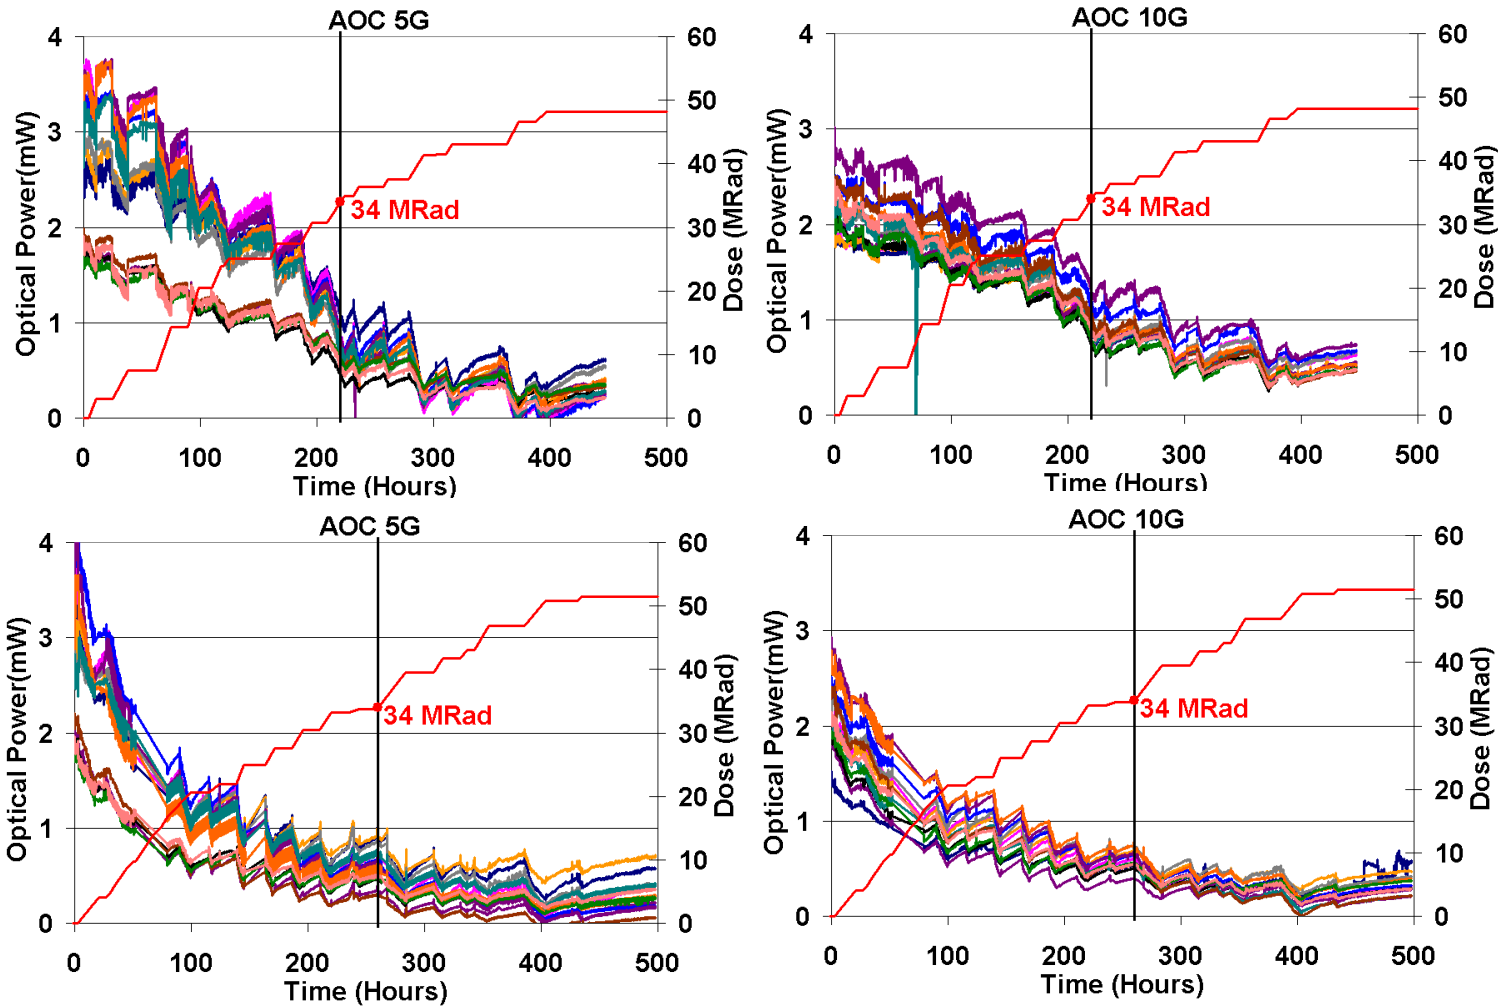 AOC 5G
4
3
2
1
0
Optical Power(mW)
60
50
40
30
20
10
0
Dose (MRad)
34 MRad
0 100 200 300 400 500
Time (Hours)
AOC 10G
4
3
2
1
0
Optical Power(mW)
60
50
40
30
20
10
0
Dose (MRad)
34 MRad
0 100 200 300 400 500
Time (Hours)
AOC 5G
4
3
2
1
0
Optical Power(mW)
60
50
40
30
20
10
0
Dose (MRad)
34 MRad
0 100 200 300 400 500
Time (Hours)
AOC 10G
4
3
2
1
0
Optical Power(mW)
60
50
40
30
20
10
0
Dose (MRad)
34 MRad
0 100 200 300 400 500
Time (Hours)